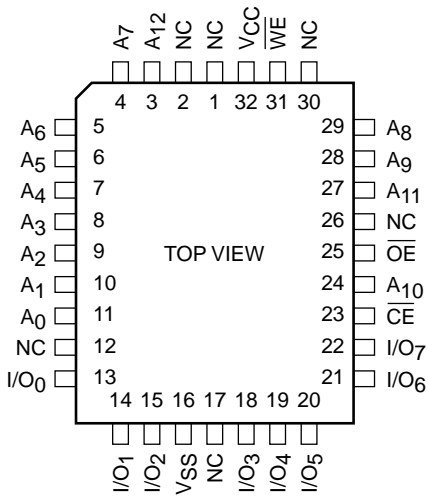 A7 A12 NC NC VCC W̅E̅ NC
4 3 2 1 32 31 30
A6 5 29 A8
A5 6 28 A9
A4 7 27 A11
A3 8 26 NC
A2 9 TOP VIEW 25 O̅E̅
A1 10 24 A10
A0 11 23 C̅E̅
NC 12 22 I/O7
I/O0 13 21 I/O6
14 15 16 17 18 19 20
I/O1 I/O2 VSS NC I/O3 I/O4 I/O5